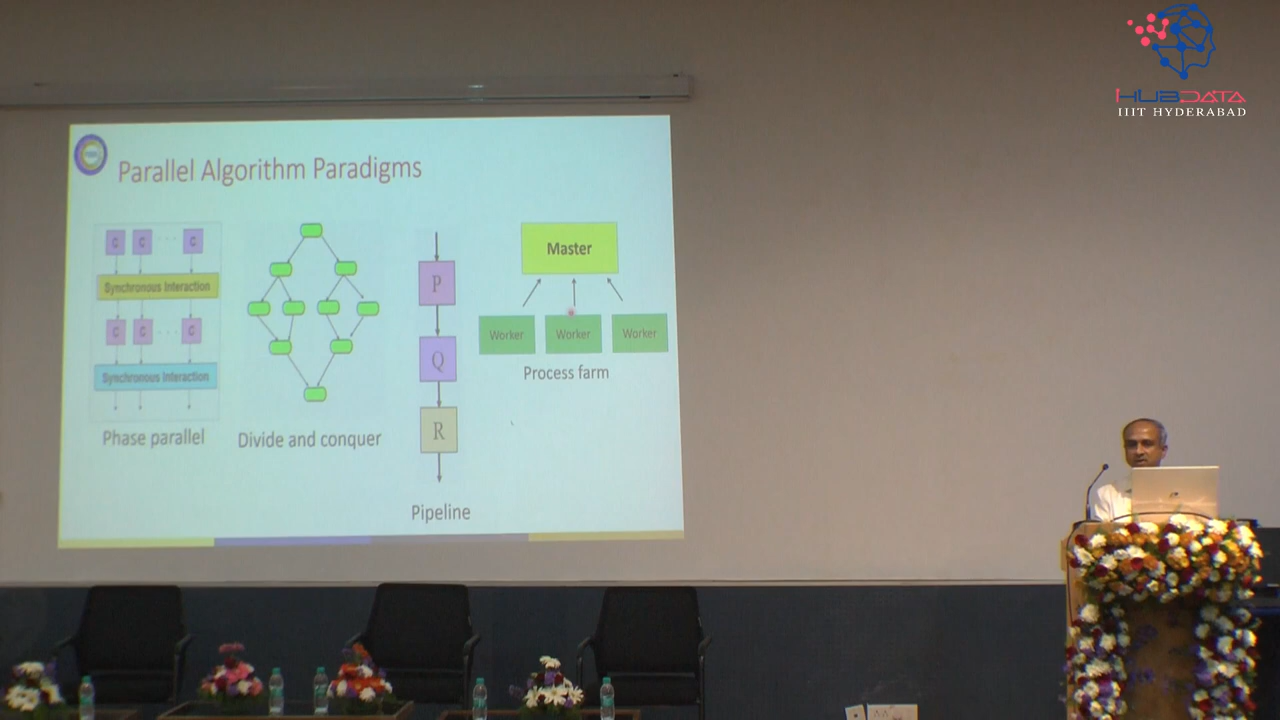 iHUBDATA
IIIT HYDERABAD
Parallel Algorithm Paradigms
C C . . . C
Synchronous Interaction
C C . . . C
Synchronous Interaction
Phase parallel
Divide and conquer
P
Q
R
Pipeline
Master
Worker Worker Worker
Process farm